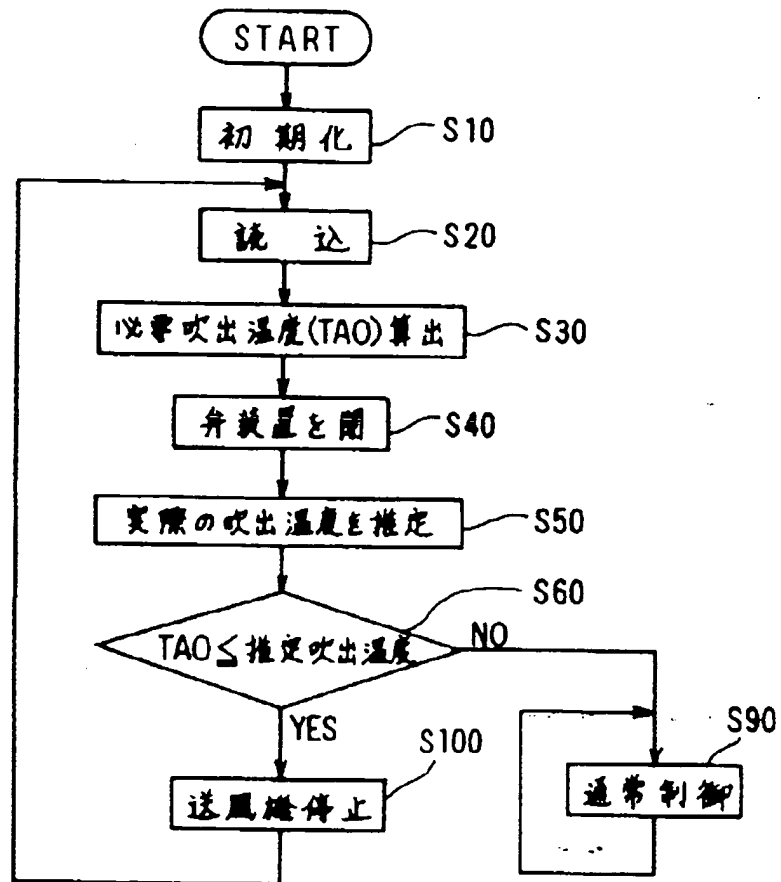 START
初期化
S10
読込
S20
必要吹出温度(TAO)算出
S30
弁装置を閉
S40
実際の吹出温度を推定
S50
S60
TAO≦推定吹出温度
NO
YES
S100
S90
送風機停止
通常制御